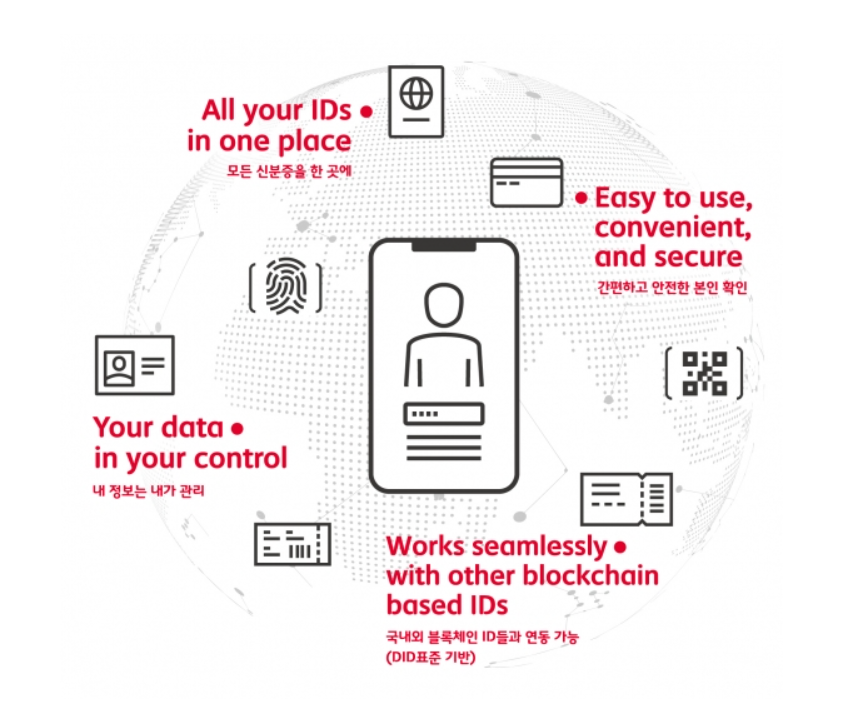 All your IDs
in one place
모든 신분증을 한 곳에
Easy to use,
convenient,
and secure
간편하고 안전한 본인 확인
Your data
in your control
내 정보는 내가 관리
Works seamlessly
with other blockchain
based IDs
국내외 블록체인 ID들과 연동 가능
(DID표준 기반)